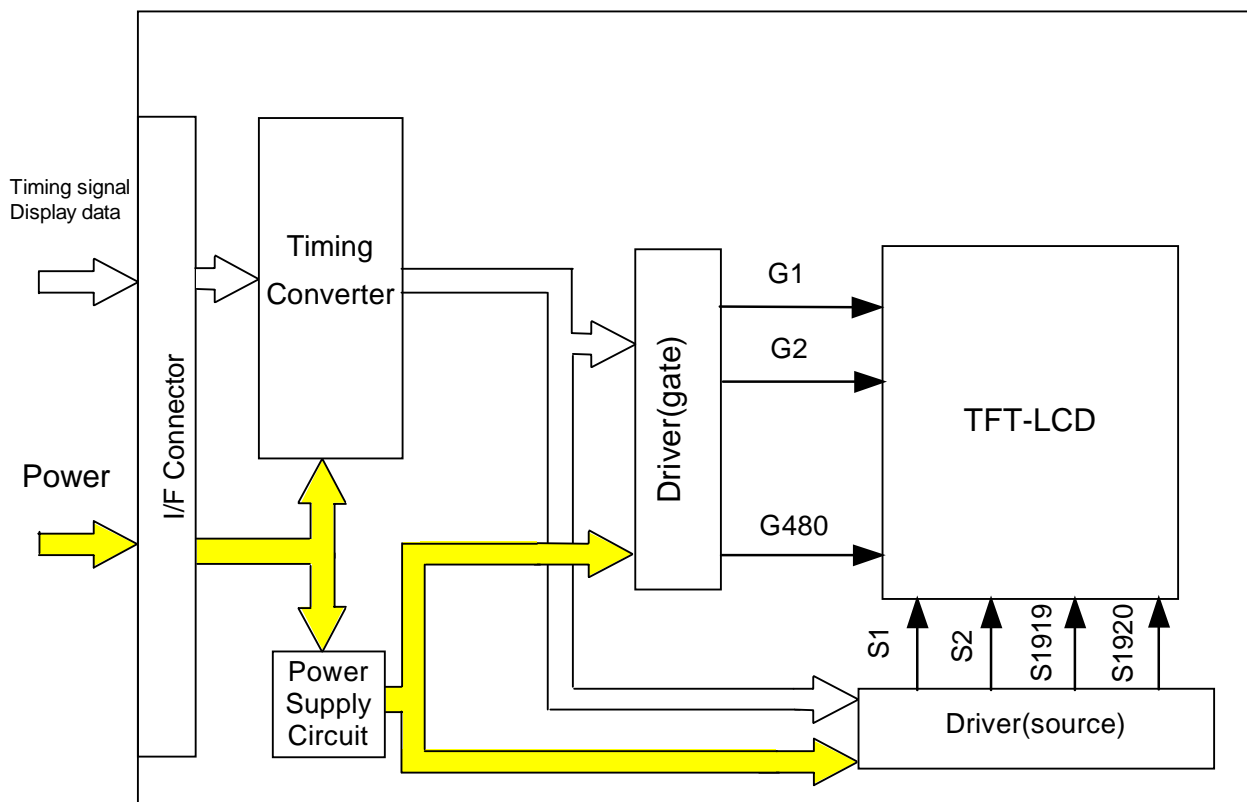 Timing signal
Display data
Power
I/F Connector
Timing
Converter
Power
Supply
Circuit
Driver(gate)
G1
G2
G480
TFT-LCD
S1
S2
S1919
S1920
Driver(source)